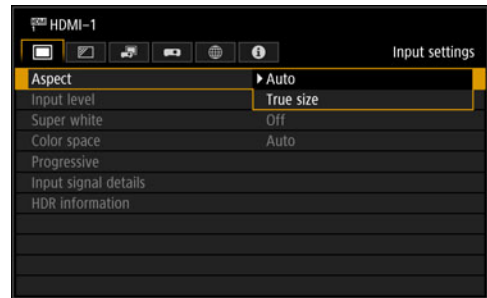 HDMI HDMI-1
Input settings
Aspect Auto
Input level True size
Super white Off
Color space Auto
Progressive
Input signal details
HDR information